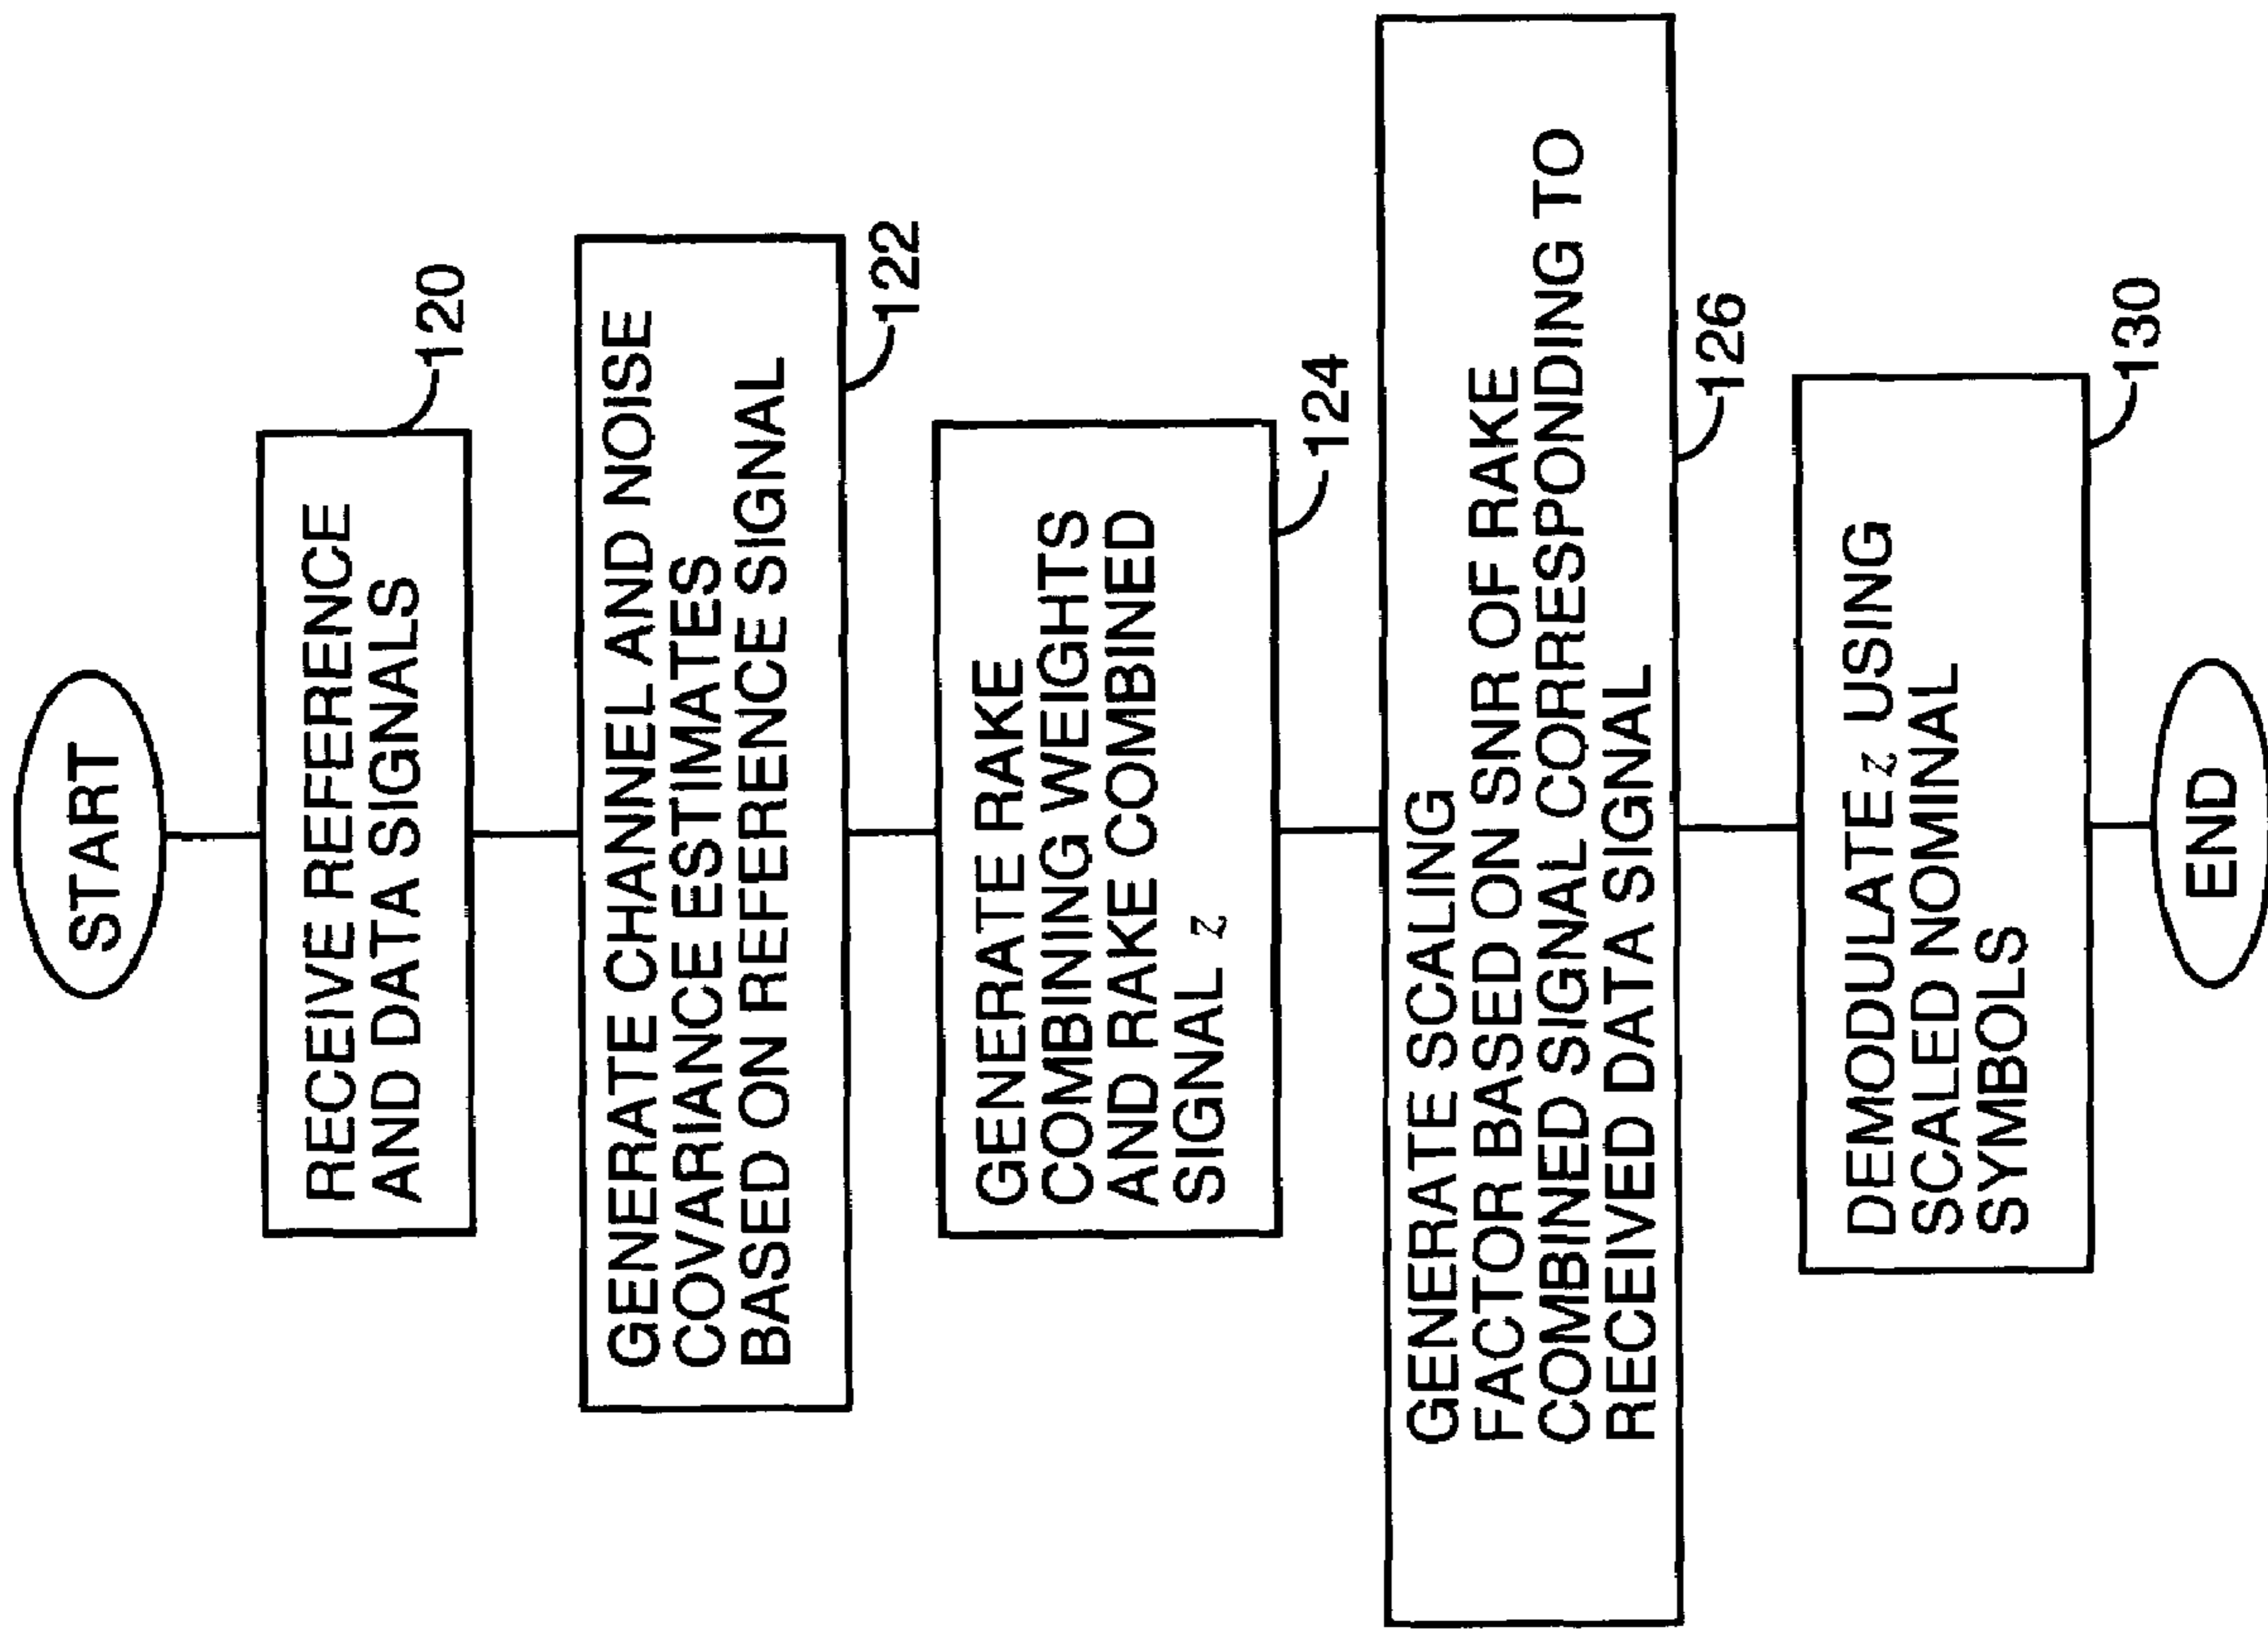 START
RECEIVE REFERENCE
AND DATA SIGNALS
120
GENERATE CHANNEL AND NOISE
COVARIANCE ESTIMATES
BASED ON REFERENCE SIGNAL
122
GENERATE RAKE
COMBINING WEIGHTS
AND RAKE COMBINED
SIGNAL z
124
GENERATE SCALING
FACTOR BASED ON SNR OF RAKE
COMBINED SIGNAL CORRESPONDING TO
RECEIVED DATA SIGNAL
126
DEMODULATE z USING
SCALED NOMINAL
SYMBOLS
130
END